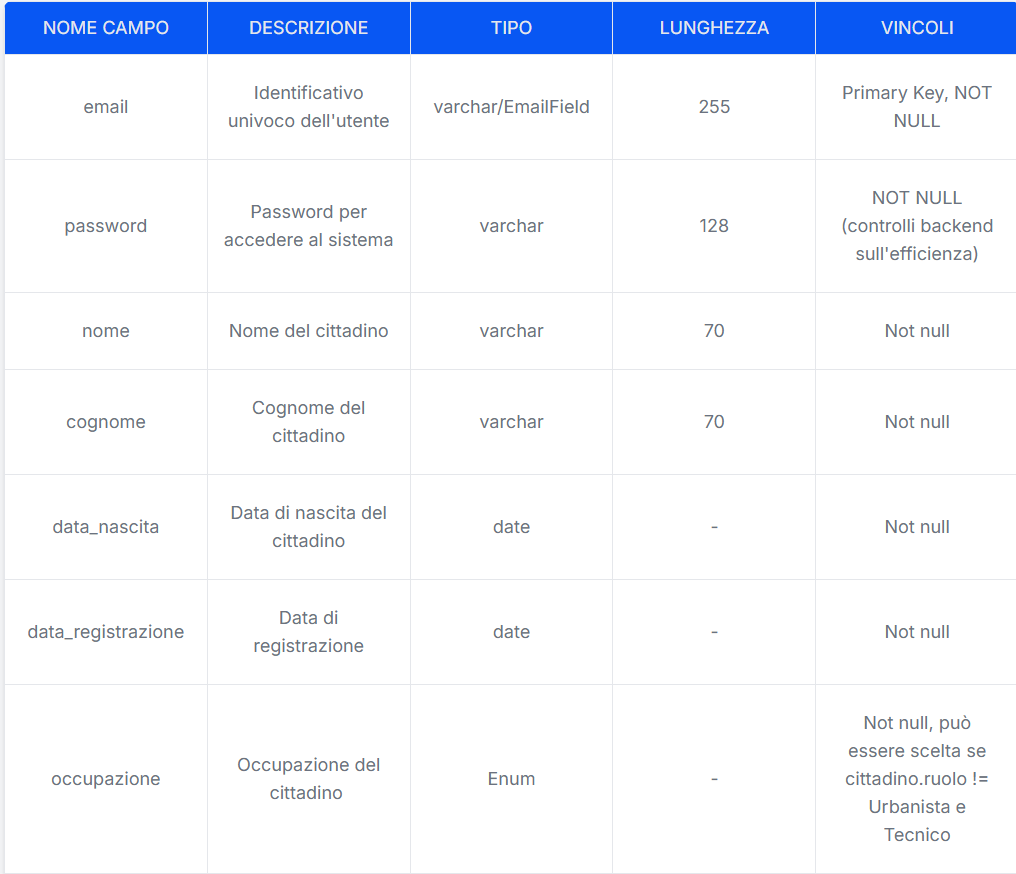 NOME CAMPO DESCRIZIONE TIPO LUNGHEZZA VINCOLI
email
Identificativo
univoco dell'utente
varchar/EmailField
255
Primary Key, NOT
NULL
password
Password per
accedere al sistema
varchar
128
NOT NULL
(controlli backend
sull'efficienza)
nome
Nome del cittadino
varchar
70
Not null
cognome
Cognome del
cittadino
varchar
70
Not null
data_nascita
Data di nascita del
cittadino
date
-
Not null
data_registrazione
Data di
registrazione
date
-
Not null
occupazione
Occupazione del
cittadino
Enum
-
Not null, può
essere scelta se
cittadino.ruolo !=
Urbanista e
Tecnico